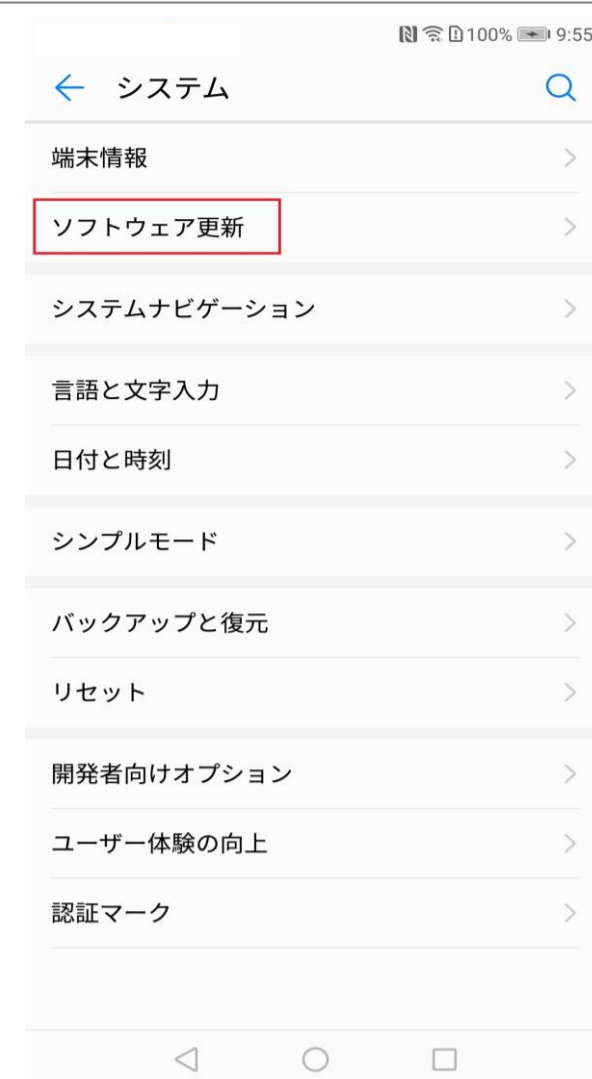 100% 9:55
システム
端末情報
ソフトウェア更新
システムナビゲーション
言語と文字入力
日付と時刻
シンプルモード
バックアップと復元
リセット
開発者向けオプション
ユーザー体験の向上
認証マーク